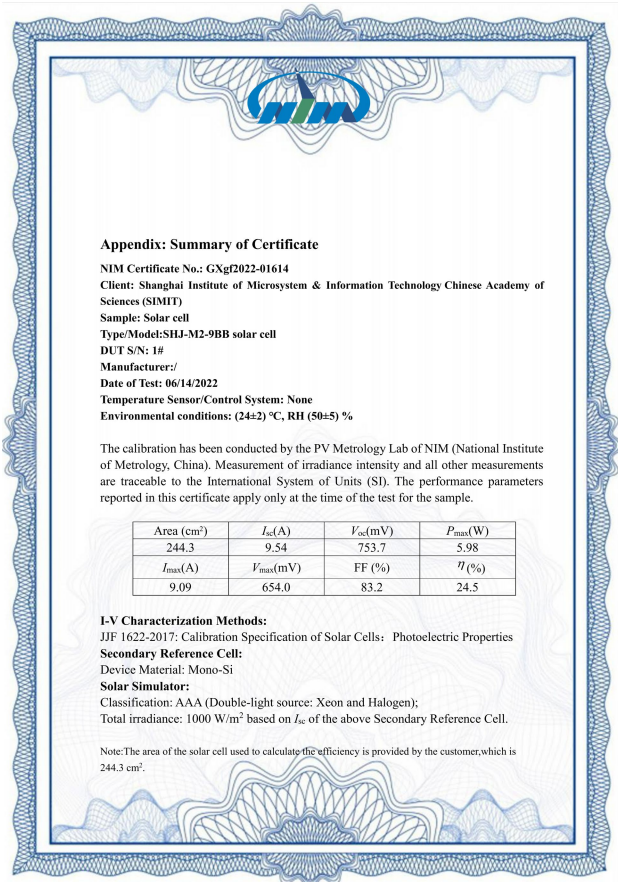 NIM
Appendix: Summary of Certificate
NIM Certificate No.: GXgf2022-01614
Client: Shanghai Institute of Microsystem & Information Technology Chinese Academy of
Sciences (SIMIT)
Sample: Solar cell
Type/Model:SHJ-M2-9BB solar cell
DUT S/N: 1#
Manufacturer:/
Date of Test: 06/14/2022
Temperature Sensor/Control System: None
Environmental conditions: (24±2) ℃, RH (50±5) %
The calibration has been conducted by the PV Metrology Lab of NIM (National Institute
of Metrology, China). Measurement of irradiance intensity and all other measurements
are traceable to the International System of Units (SI). The performance parameters
reported in this certificate apply only at the time of the test for the sample.
Area (cm²) Isc(A) Voc(mV) Pmax(W)
244.3 9.54 753.7 5.98
Imax(A) Vmax(mV) FF (%) η (%)
9.09 654.0 83.2 24.5
I-V Characterization Methods:
JJF 1622-2017: Calibration Specification of Solar Cells：Photoelectric Properties
Secondary Reference Cell:
Device Material: Mono-Si
Solar Simulator:
Classification: AAA (Double-light source: Xeon and Halogen);
Total irradiance: 1000 W/m² based on Isc of the above Secondary Reference Cell.
Note:The area of the solar cell used to calculate the efficiency is provided by the customer,which is
244.3 cm².